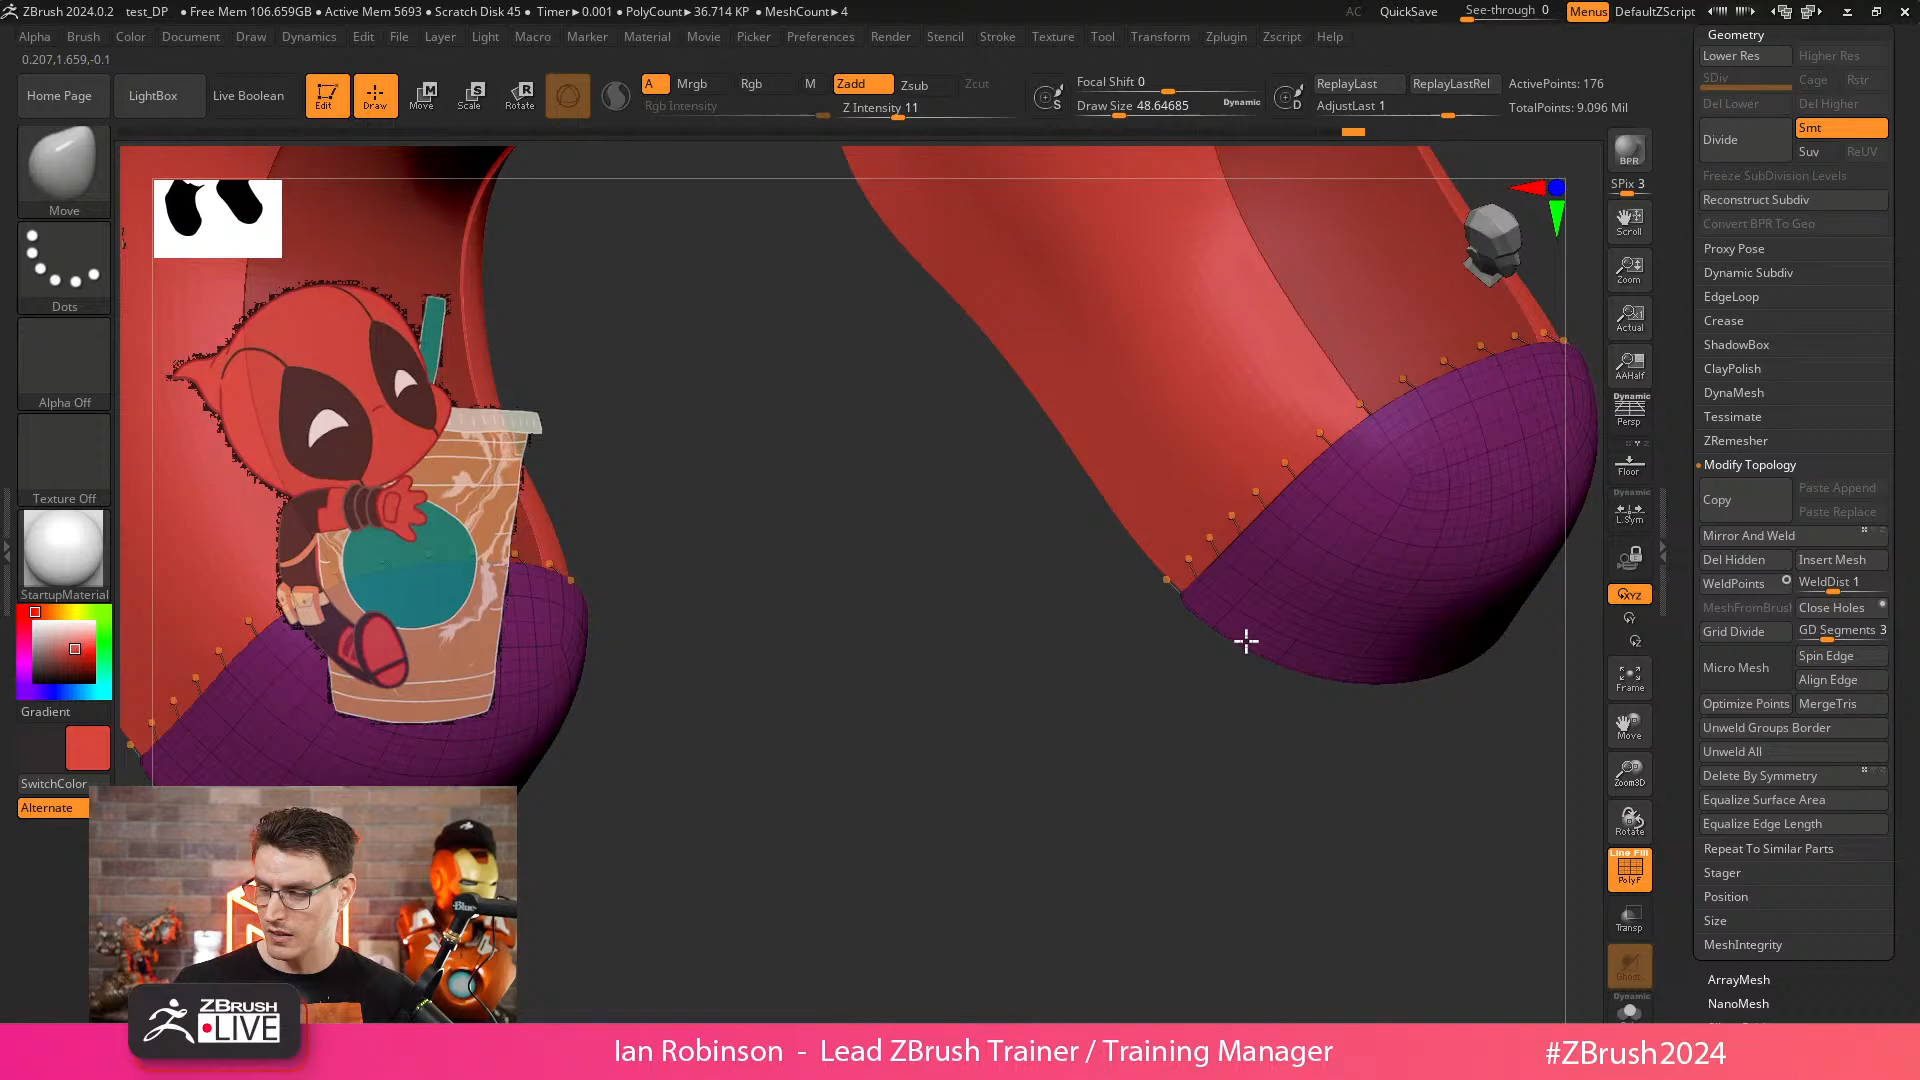 ZBrush 2024.0.2 test_DP • Free Mem 106.659GB • Active Mem 5693 • Scratch Disk 45 • Timer►0.001 • PolyCount► 36.714 KP • MeshCount►4
AC QuickSave See-through 0 Menus DefaultZScript
Alpha Brush Color Document Draw Dynamics Edit File Layer Light Macro Marker Material Movie Picker Preferences Render Stencil Stroke Texture Tool Transform Zplugin Zscript Help
0.207,1.659,-0.1
Home Page LightBox Live Boolean Edit Draw Move Scale Rotate
A Mrgb Rgb M Zadd Zsub Zcut
Rgb Intensity Z Intensity 11
Focal Shift 0
Draw Size 48.64685 Dynamic
S D
ReplayLast ReplayLastRel ActivePoints: 176
AdjustLast 1 TotalPoints: 9.096 Mil
Move
Dots
Alpha Off
Texture Off
StartupMaterial
Gradient
SwitchColor
Alternate
BPR
SPix 3
Scroll
Zoom
Actual
AAHalf
Dynamic
Persp
Floor
Dynamic
L.Sym
XYZ
Frame
Move
Zoom3D
Rotate
Line Fill
PolyF
Transp
Ghost
Dynamic
Geometry
Lower Res Higher Res
SDiv Cage Rstr
Del Lower Del Higher
Divide Smt
Suv ReUV
Freeze SubDivision Levels
Reconstruct Subdiv
Convert BPR To Geo
Proxy Pose
Dynamic Subdiv
EdgeLoop
Crease
ShadowBox
ClayPolish
DynaMesh
Tessimate
ZRemesher
Modify Topology
Copy Paste Append
Paste Replace
Mirror And Weld
Del Hidden Insert Mesh
WeldPoints WeldDist 1
MeshFromBrush Close Holes
Grid Divide GD Segments 3
Micro Mesh Spin Edge
Align Edge
Optimize Points MergeTris
Unweld Groups Border
Unweld All
Delete By Symmetry
Equalize Surface Area
Equalize Edge Length
Repeat To Similar Parts
Stager
Position
Size
MeshIntegrity
ArrayMesh
NanoMesh
Blue
ZBRUSH
LIVE
Ian Robinson - Lead ZBrush Trainer / Training Manager
#ZBrush2024